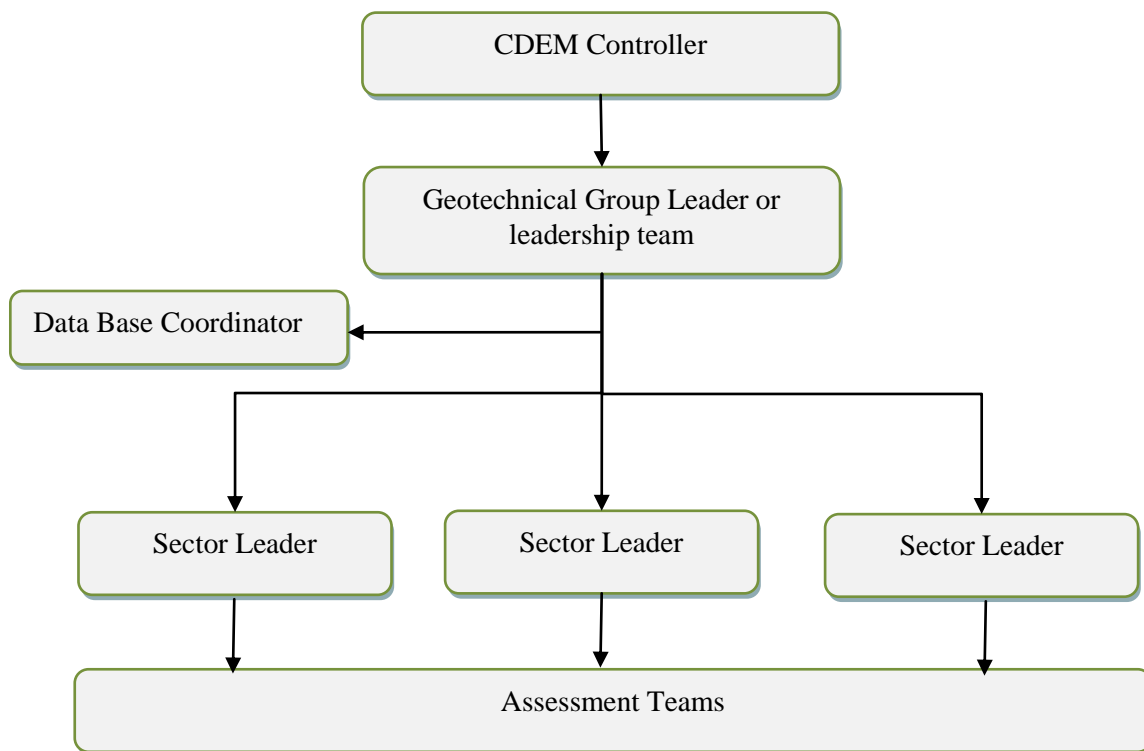 CDEM Controller
Geotechnical Group Leader or
leadership team
Data Base Coordinator
Sector Leader
Sector Leader
Sector Leader
Assessment Teams